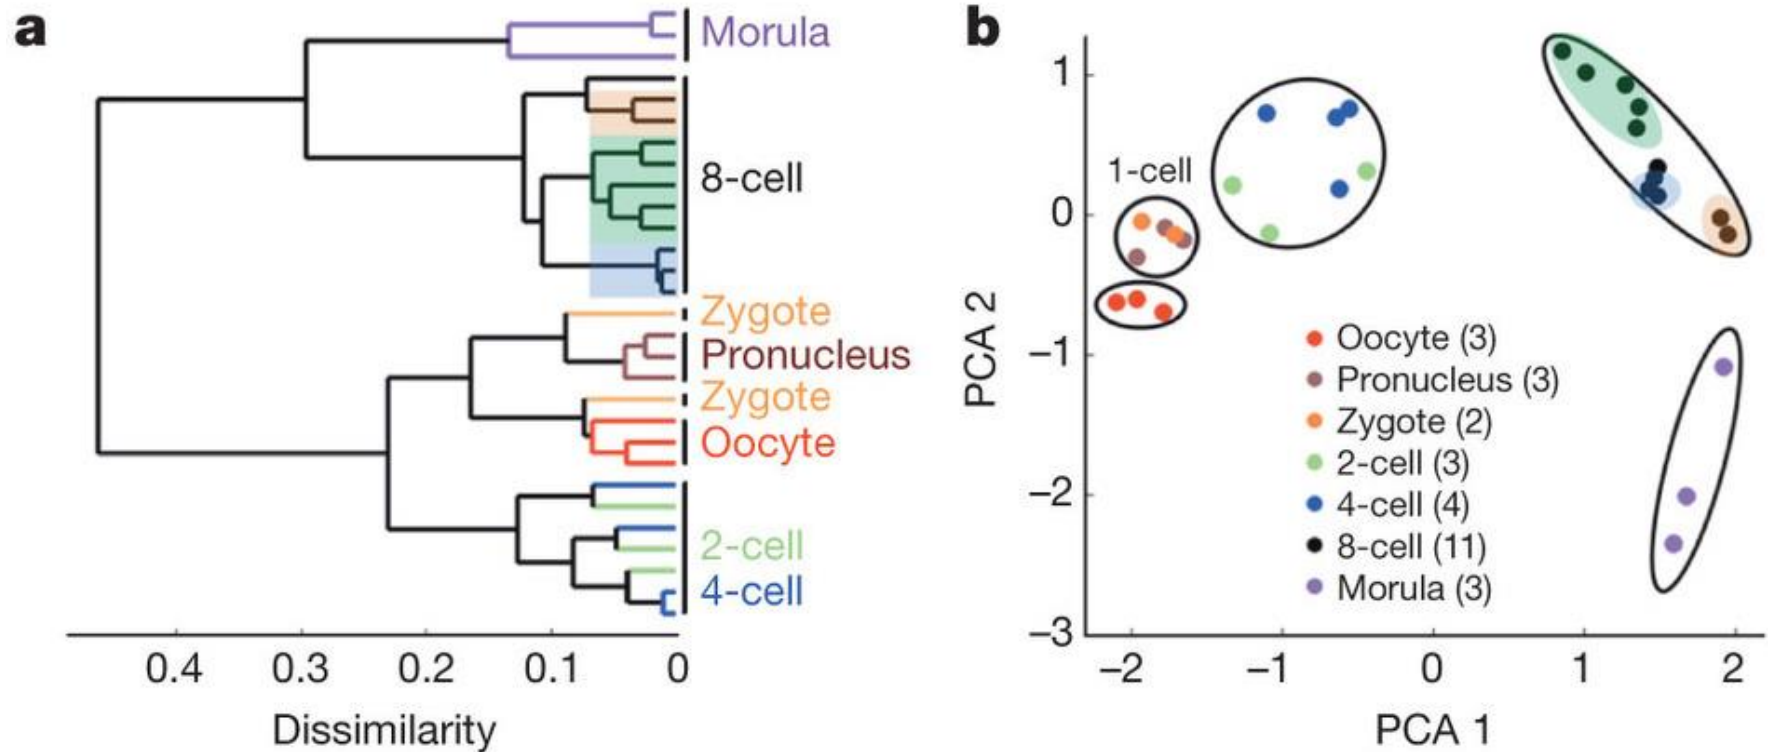 a
Morula
8-cell
Zygote
Pronucleus
Zygote
Oocyte
2-cell
4-cell
0.4 0.3 0.2 0.1 0
Dissimilarity
b
1
0
−1
−2
−3
PCA 2
1-cell
Oocyte (3)
Pronucleus (3)
Zygote (2)
2-cell (3)
4-cell (4)
8-cell (11)
Morula (3)
−2 −1 0 1 2
PCA 1